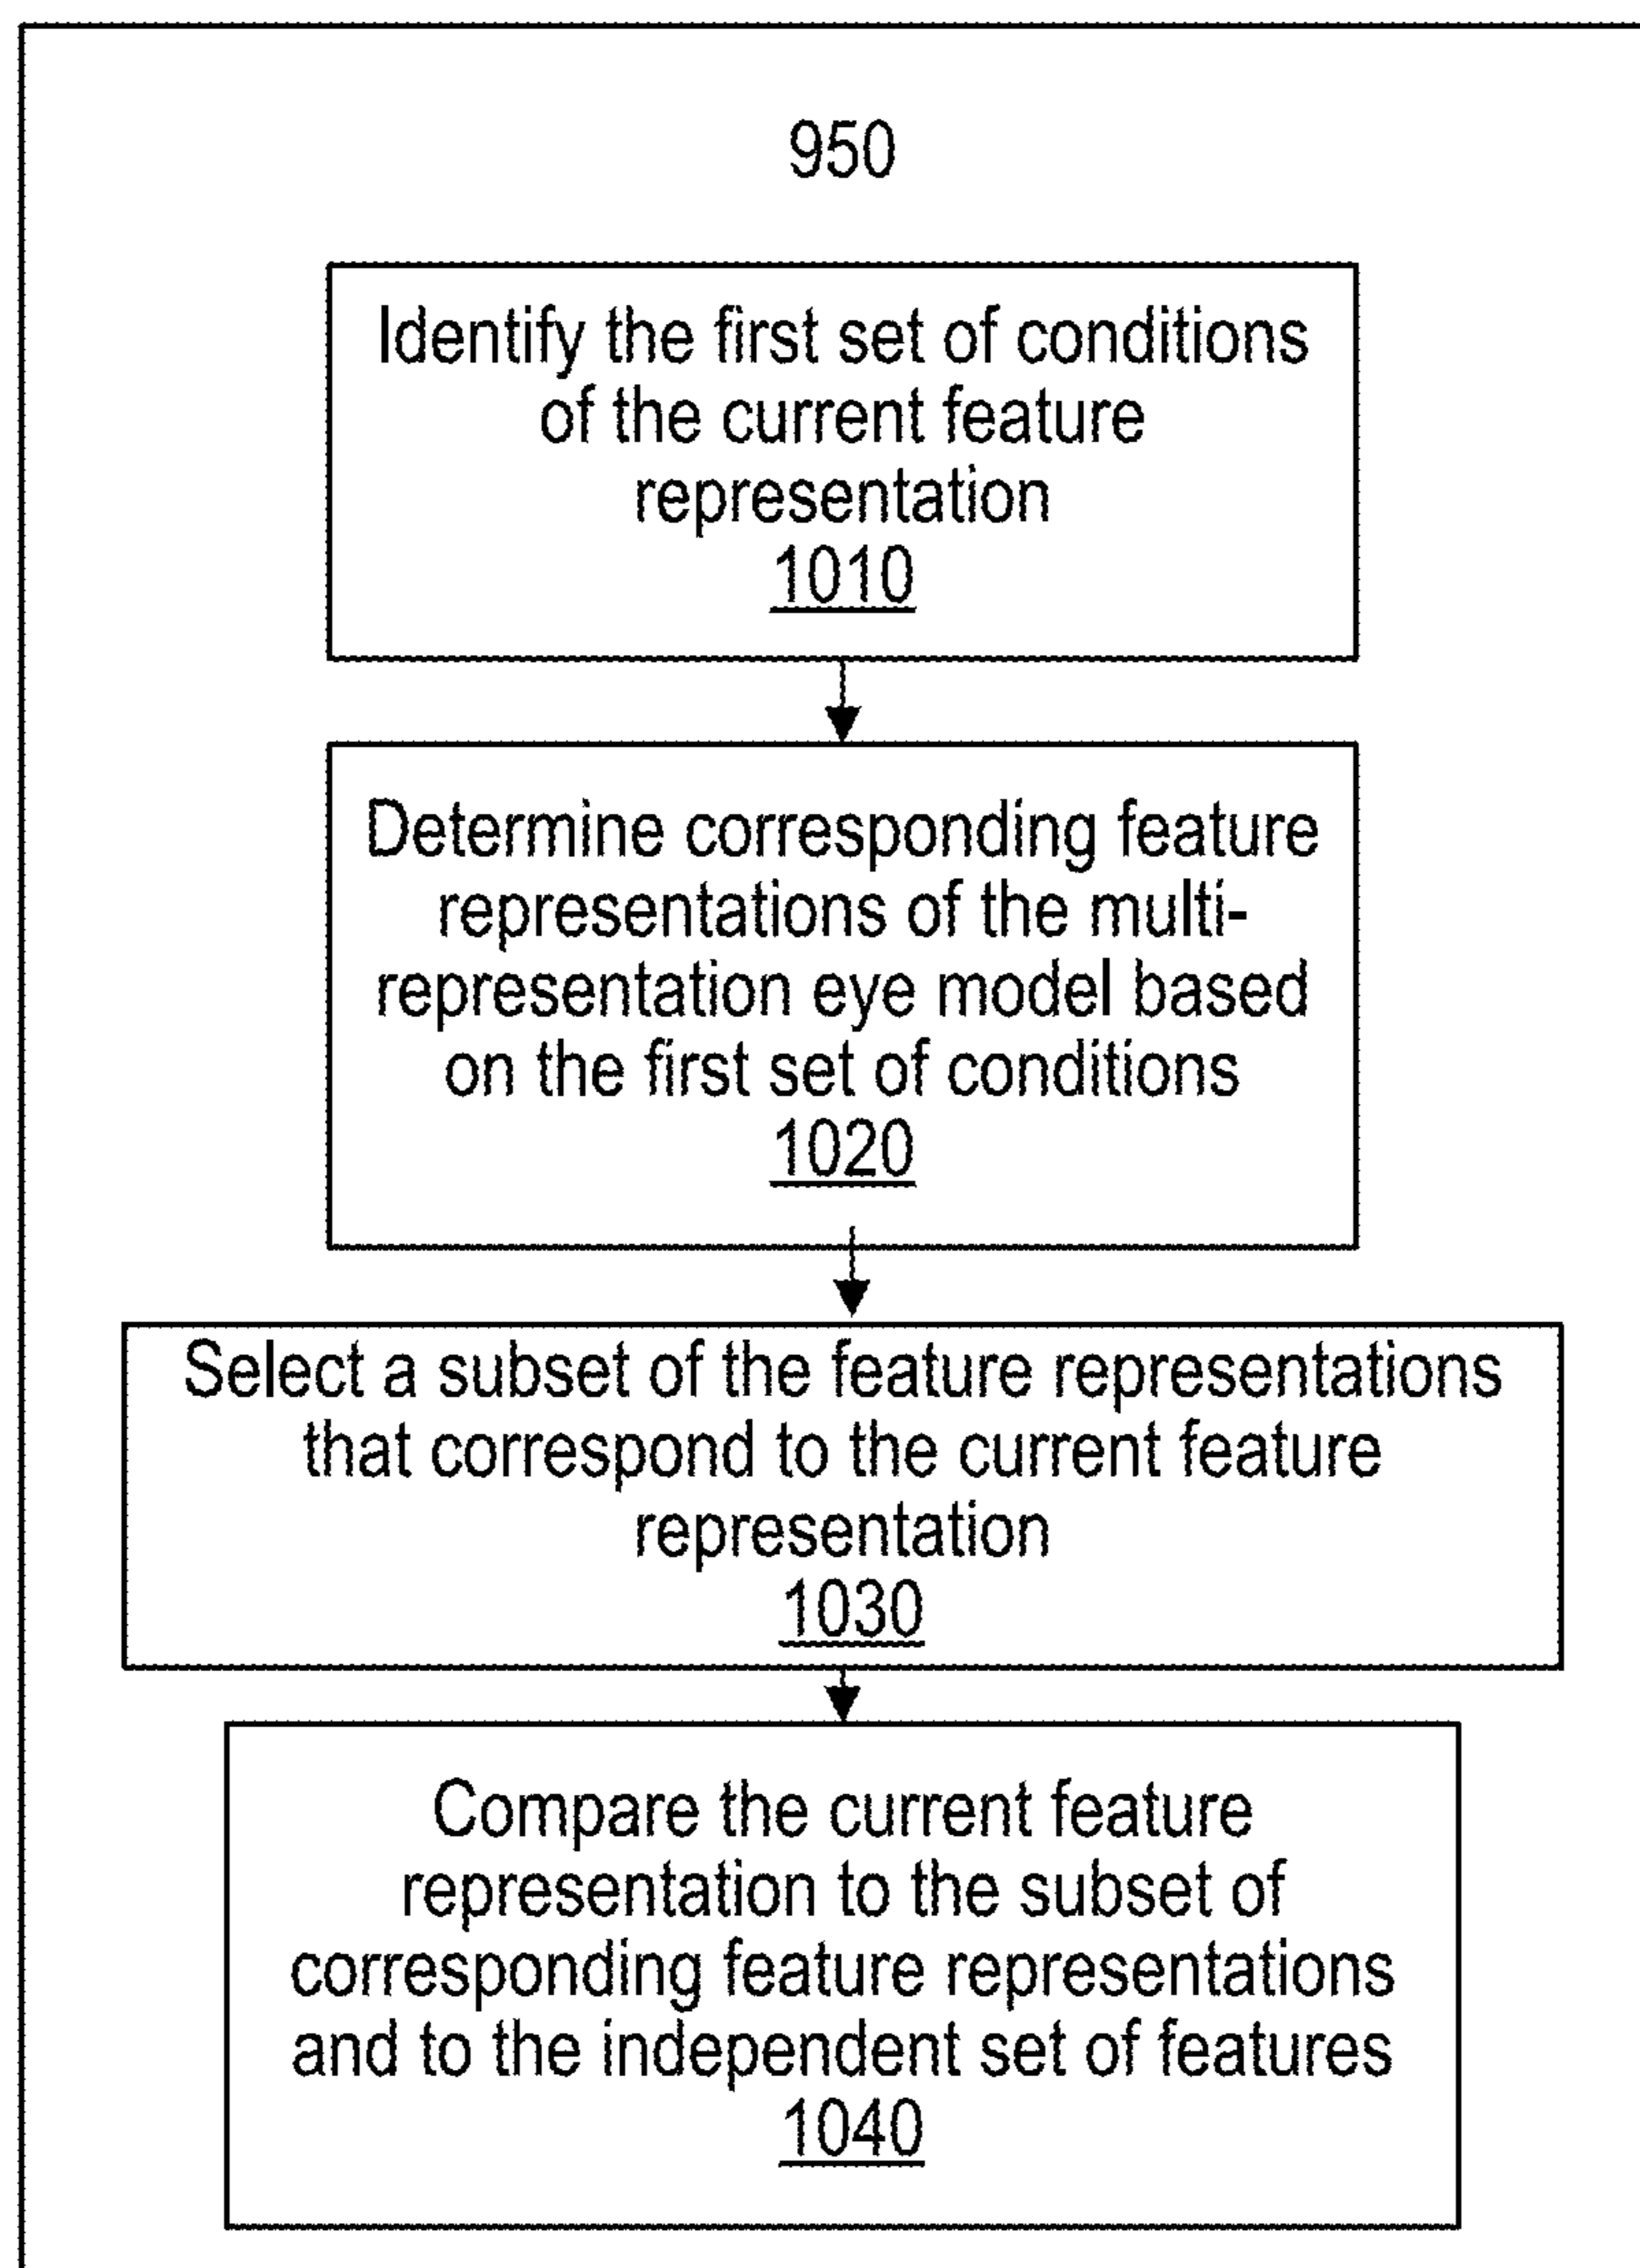 950
Identify the first set of conditions
of the current feature
representation
1010
Determine corresponding feature
representations of the multi-
representation eye model based
on the first set of conditions
1020
Select a subset of the feature representations
that correspond to the current feature
representation
1030
Compare the current feature
representation to the subset of
corresponding feature representations
and to the independent set of features
1040